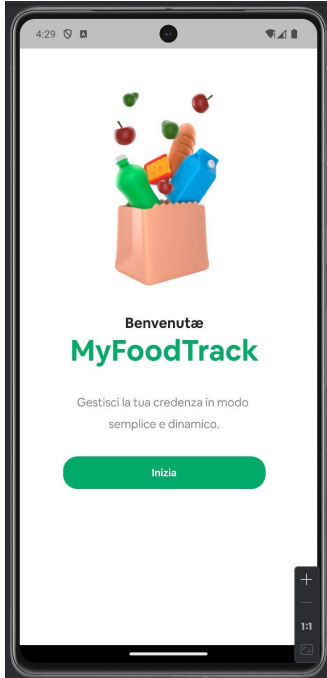 4:29
Benvenutæ
MyFoodTrack
Gestisci la tua credenza in modo
semplice e dinamico.
Inizia
1:1